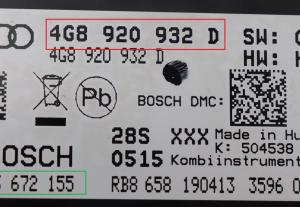 4G8 920 932 D SW:
4G8 920 932 D HW:
BOSCH DMC:
Pb
28S XXX Made in Hu
K: 504538
BOSCH 0515 Kombiinstrument
672 155 RB8 658 190413 3596